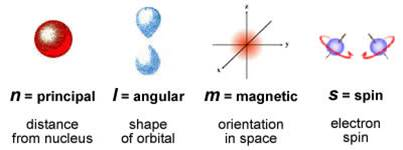 z
y
x
n = principal
l = angular
m = magnetic
s = spin
distance
from nucleus
shape
of orbital
orientation
in space
electron
spin